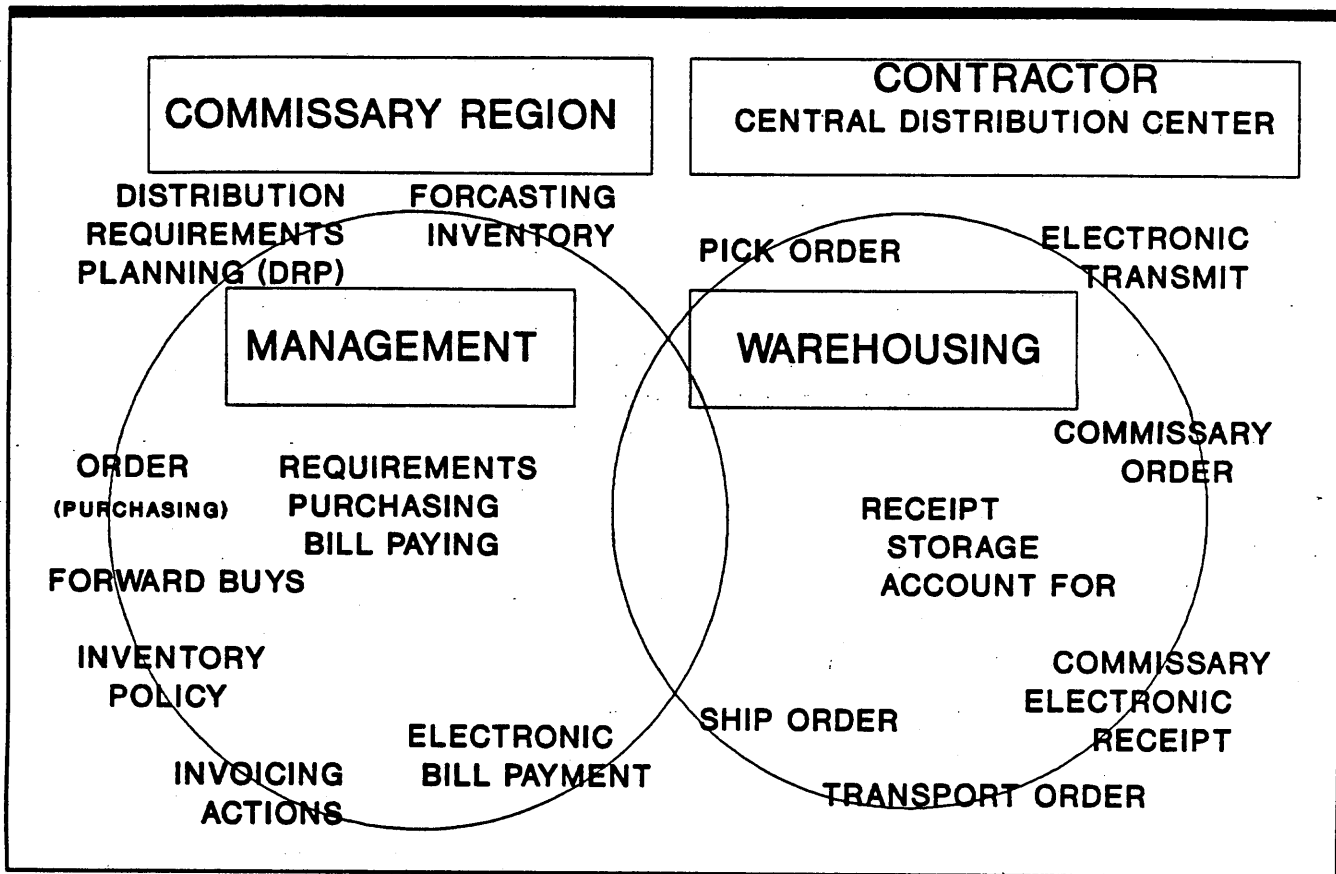 COMMISSARY REGION
CONTRACTOR
CENTRAL DISTRIBUTION CENTER
DISTRIBUTION
REQUIREMENTS
PLANNING (DRP)
FORCASTING
INVENTORY
PICK ORDER
ELECTRONIC
TRANSMIT
MANAGEMENT
WAREHOUSING
ORDER
(PURCHASING)
REQUIREMENTS
PURCHASING
BILL PAYING
COMMISSARY
ORDER
RECEIPT
STORAGE
ACCOUNT FOR
FORWARD BUYS
INVENTORY
POLICY
COMMISSARY
ELECTRONIC
RECEIPT
SHIP ORDER
ELECTRONIC
BILL PAYMENT
INVOICING
ACTIONS
TRANSPORT ORDER